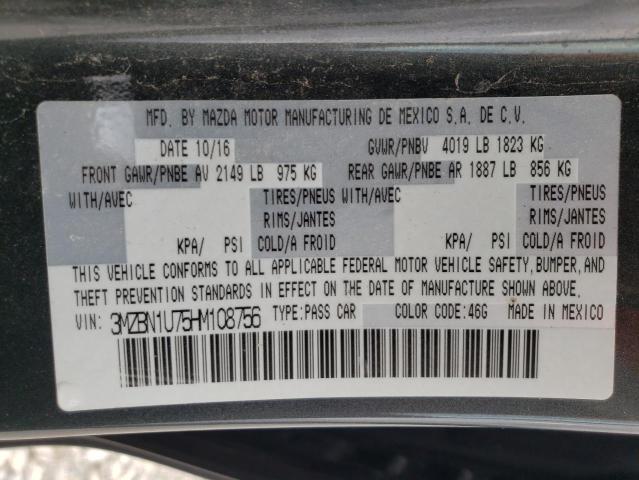 MFD. BY MAZDA MOTOR MANUFACTURING DE MEXICO S.A. DE C.V.
DATE 10/16 GVWR/PNBV 4019 LB 1823 KG
FRONT GAWR/PNBE AV 2149 LB 975 KG REAR GAWR/PNBE AR 1887 LB 856 KG
WITH/AVEC TIRES/PNEUS WITH/AVEC TIRES/PNEUS
RIMS/JANTES RIMS/JANTES
KPA/ PSI COLD/A FROID KPA/ PSI COLD/A FROID
THIS VEHICLE CONFORMS TO ALL APPLICABLE FEDERAL MOTOR VEHICLE SAFETY, BUMPER, AND
THEFT PREVENTION STANDARDS IN EFFECT ON THE DATE OF MANUFACTURE SHOWN ABOVE.
VIN: 3MZBN1U75HM108756 TYPE:PASS CAR COLOR CODE:46G MADE IN MEXICO